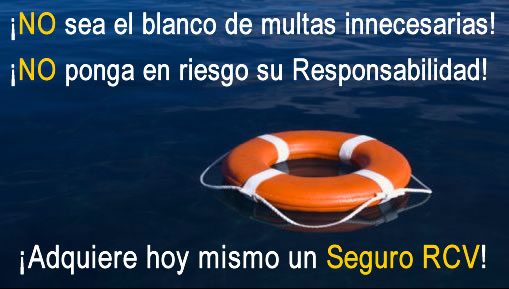 ¡NO sea el blanco de multas innecesarias!
¡NO ponga en riesgo su Responsabilidad!
¡Adquiere hoy mismo un Seguro RCV!